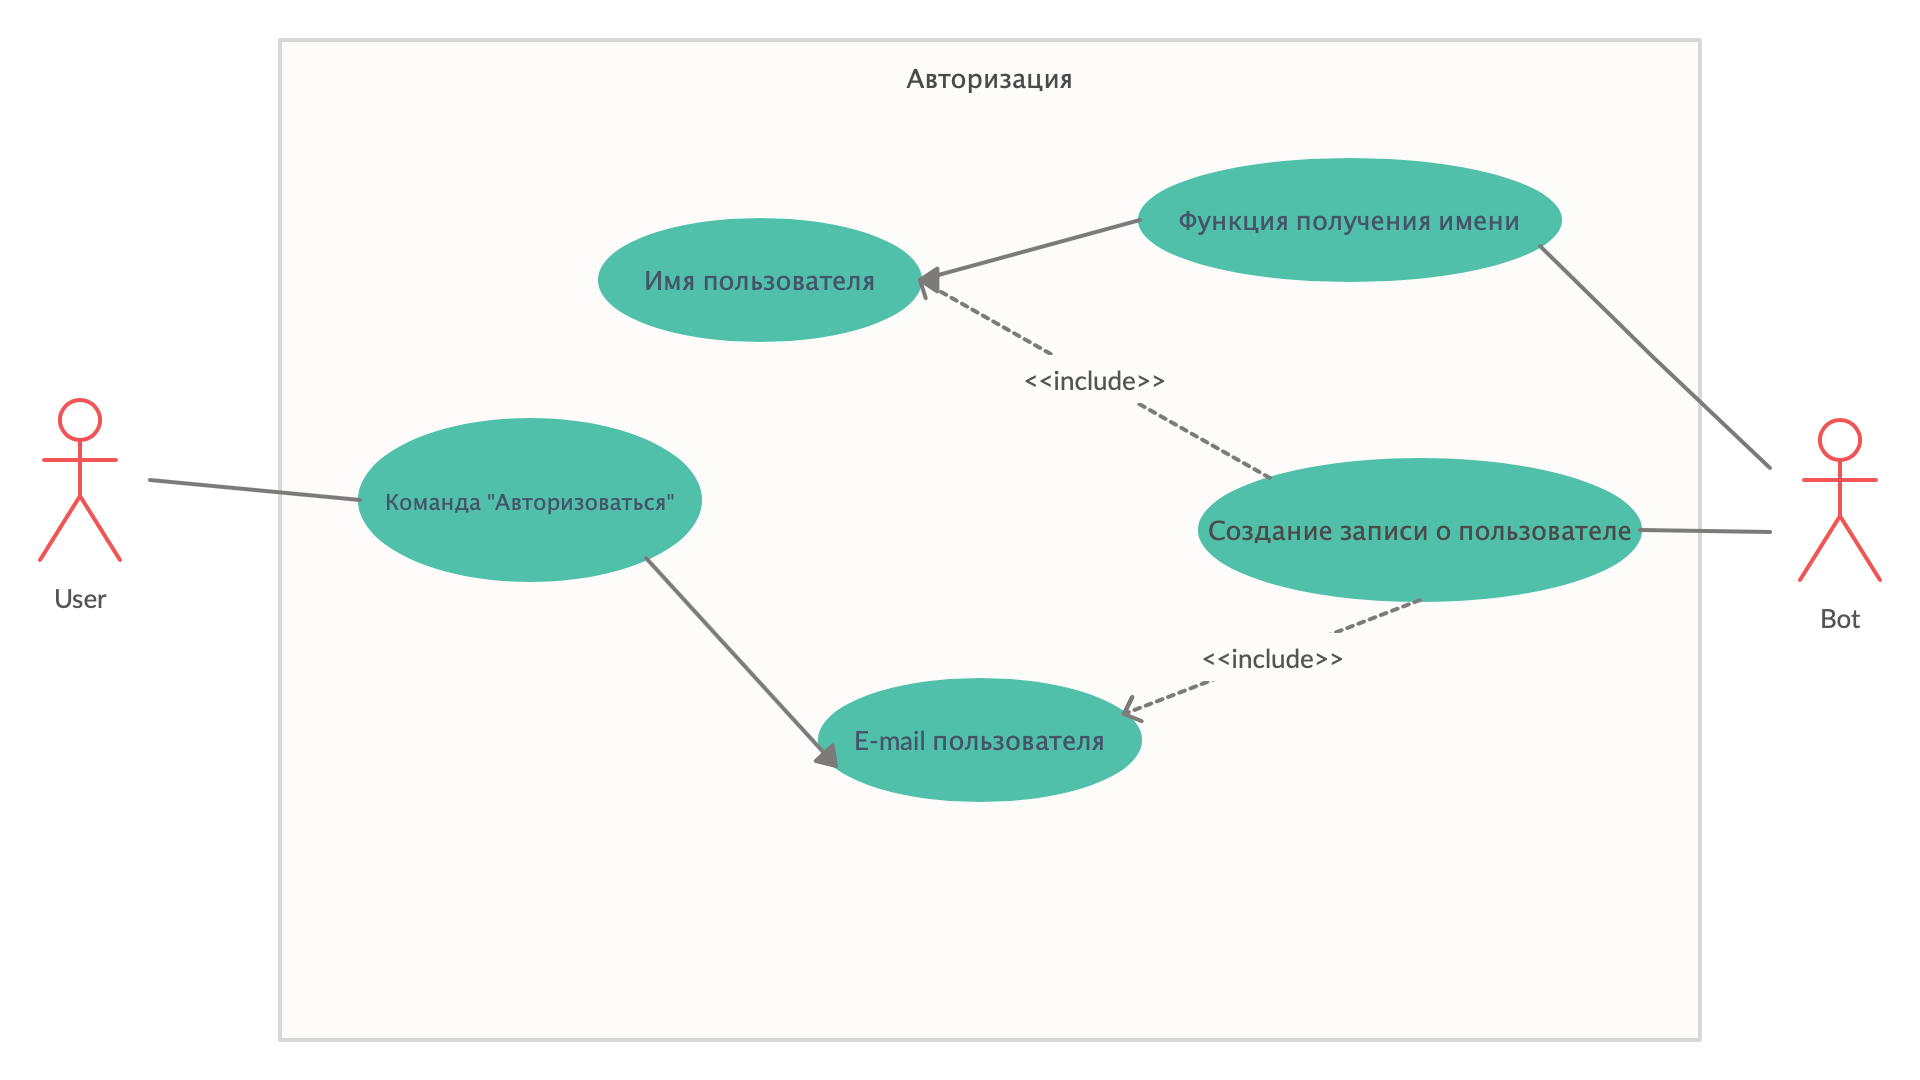 Авторизация
Функция получения имени
Имя пользователя
<<include>>
Команда "Авторизоваться"
Создание записи о пользователе
User
Bot
<<include>>
E-mail пользователя